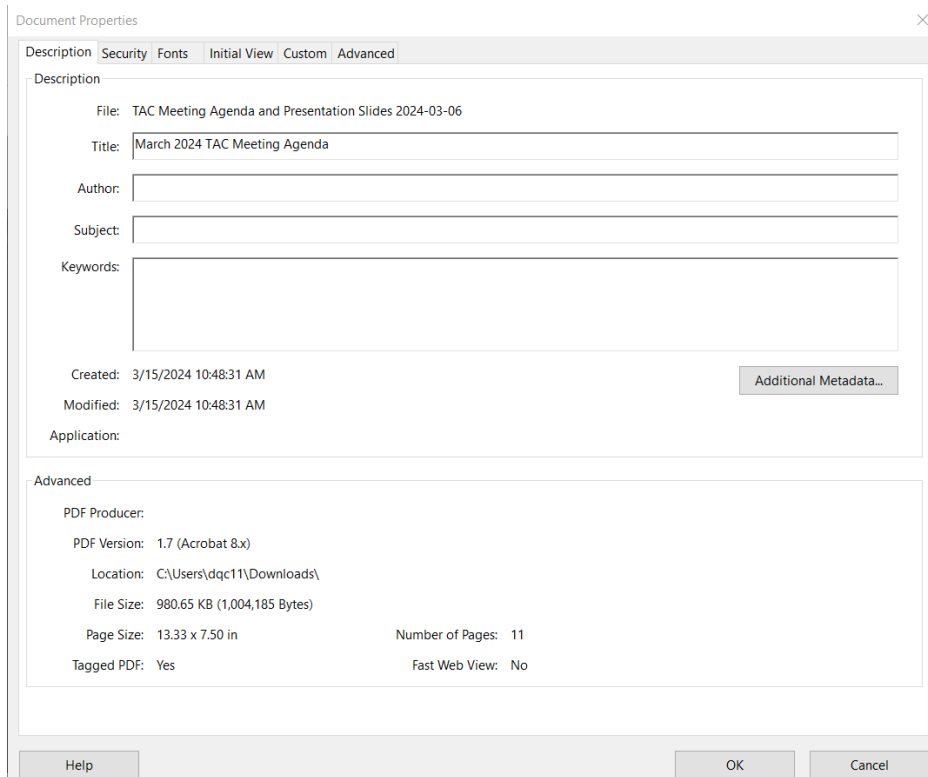 Document Properties
Description Security Fonts Initial View Custom Advanced
Description
File: TAC Meeting Agenda and Presentation Slides 2024-03-06
Title: March 2024 TAC Meeting Agenda
Author:
Subject:
Keywords:
Created: 3/15/2024 10:48:31 AM
Additional Metadata...
Modified: 3/15/2024 10:48:31 AM
Application:
Advanced
PDF Producer:
PDF Version: 1.7 (Acrobat 8.x)
Location: C:\Users\dqc11\Downloads\
File Size: 980.65 KB (1,004,185 Bytes)
Page Size: 13.33 x 7.50 in Number of Pages: 11
Tagged PDF: Yes Fast Web View: No
Help OK Cancel